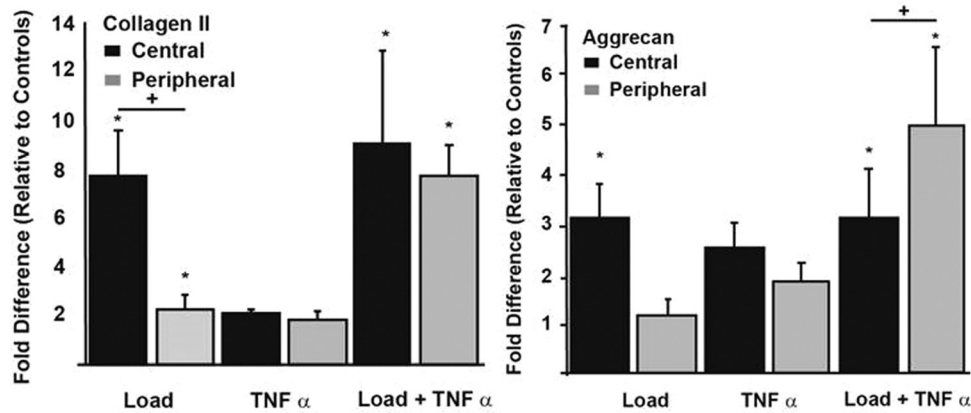 Fold Difference (Relative to Controls)
14
12
10
8
6
4
2
Collagen II
Central
Peripheral
+
*
*
*
*
Load
TNF α
Load + TNF α
Fold Difference (Relative to Controls)
7
6
5
4
3
2
1
Aggrecan
Central
Peripheral
+
*
*
*
Load
TNF α
Load + TNF α